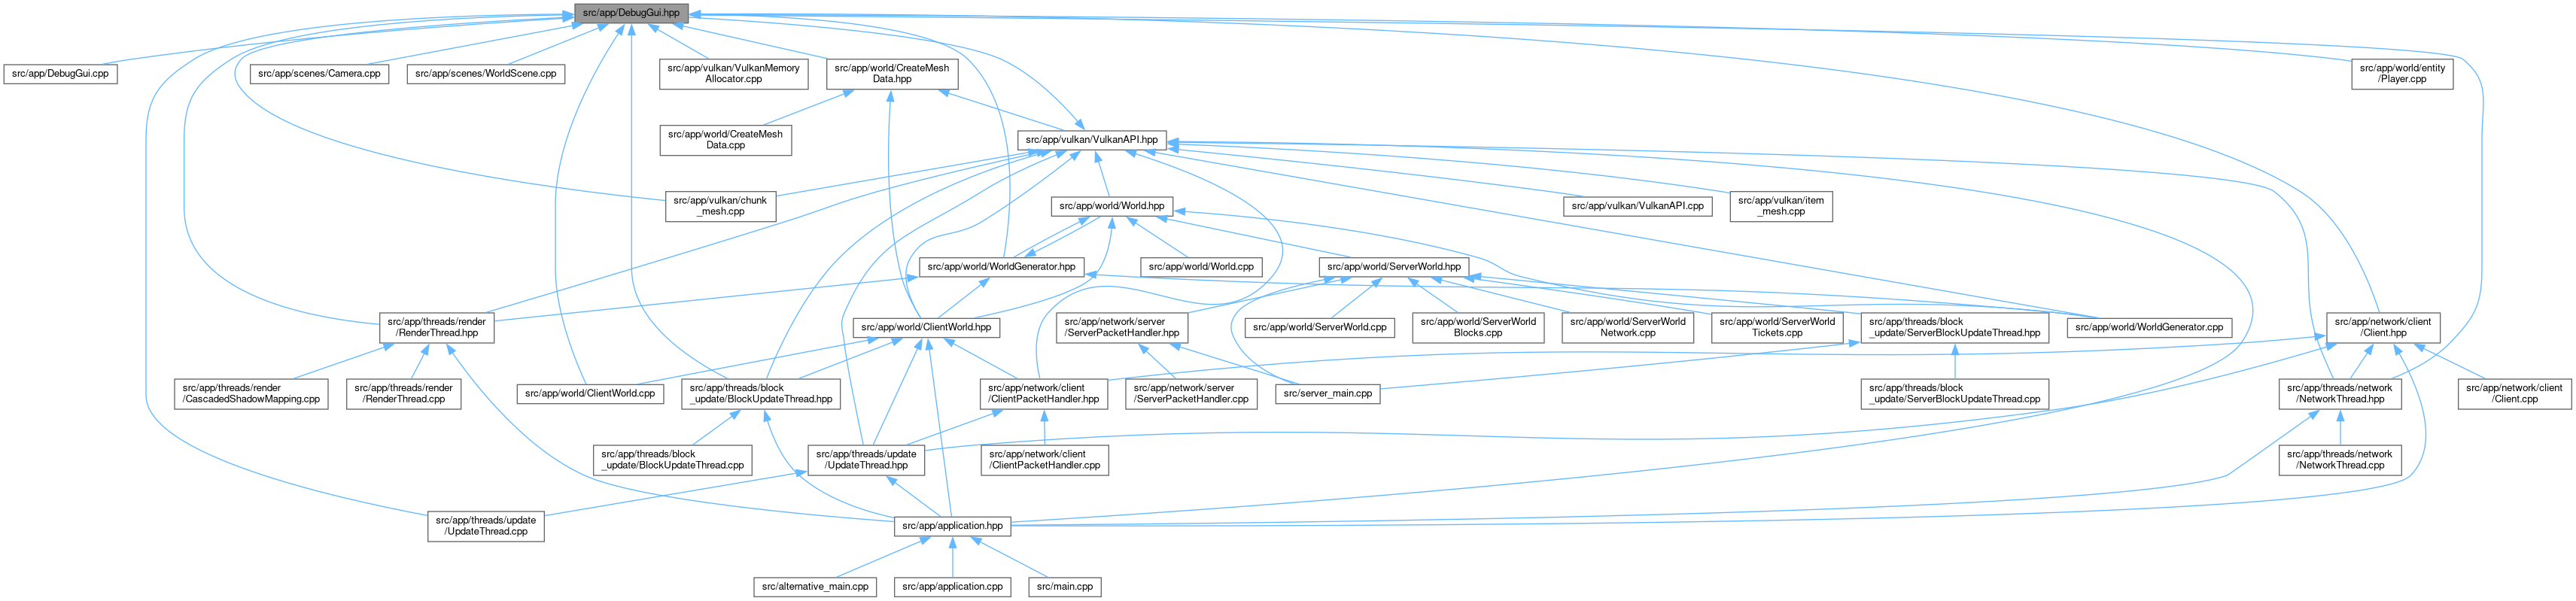 src/app/DebugGui.hpp
src/app/DebugGui.cpp
src/app/scenes/Camera.cpp
src/app/scenes/WorldScene.cpp
src/app/vulkan/VulkanMemory
Allocator.cpp
src/app/world/CreateMesh
Data.hpp
src/app/world/entity
/Player.cpp
src/app/world/CreateMesh
Data.cpp
src/app/vulkan/VulkanAPI.hpp
src/app/vulkan/chunk
_mesh.cpp
src/app/world/World.hpp
src/app/vulkan/VulkanAPI.cpp
src/app/vulkan/item
_mesh.cpp
src/app/world/WorldGenerator.hpp
src/app/world/World.cpp
src/app/world/ServerWorld.hpp
src/app/threads/render
/RenderThread.hpp
src/app/world/ClientWorld.hpp
src/app/network/server
/ServerPacketHandler.hpp
src/app/world/ServerWorld.cpp
src/app/world/ServerWorld
Blocks.cpp
src/app/world/ServerWorld
Network.cpp
src/app/world/ServerWorld
Tickets.cpp
src/app/threads/block
_update/ServerBlockUpdateThread.hpp
src/app/world/WorldGenerator.cpp
src/app/network/client
/Client.hpp
src/app/threads/render
/CascadedShadowMapping.cpp
src/app/threads/render
/RenderThread.cpp
src/app/world/ClientWorld.cpp
src/app/threads/block
_update/BlockUpdateThread.hpp
src/app/network/client
/ClientPacketHandler.hpp
src/app/network/server
/ServerPacketHandler.cpp
src/server_main.cpp
src/app/threads/block
_update/ServerBlockUpdateThread.cpp
src/app/threads/network
/NetworkThread.hpp
src/app/network/client
/Client.cpp
src/app/threads/block
_update/BlockUpdateThread.cpp
src/app/threads/update
/UpdateThread.hpp
src/app/network/client
/ClientPacketHandler.cpp
src/app/threads/network
/NetworkThread.cpp
src/app/threads/update
/UpdateThread.cpp
src/app/application.hpp
src/alternative_main.cpp
src/app/application.cpp
src/main.cpp